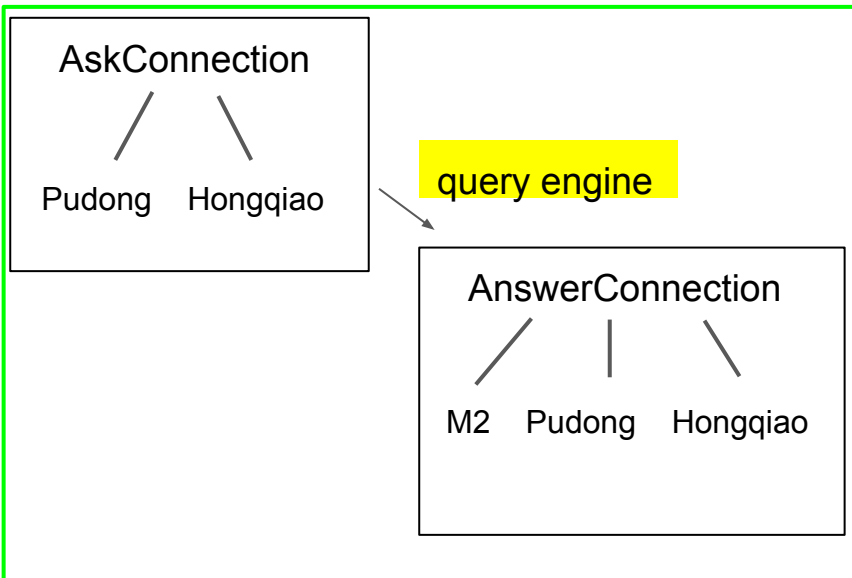 AskConnection
Pudong Hongqiao
query engine
AnswerConnection
M2 Pudong Hongqiao